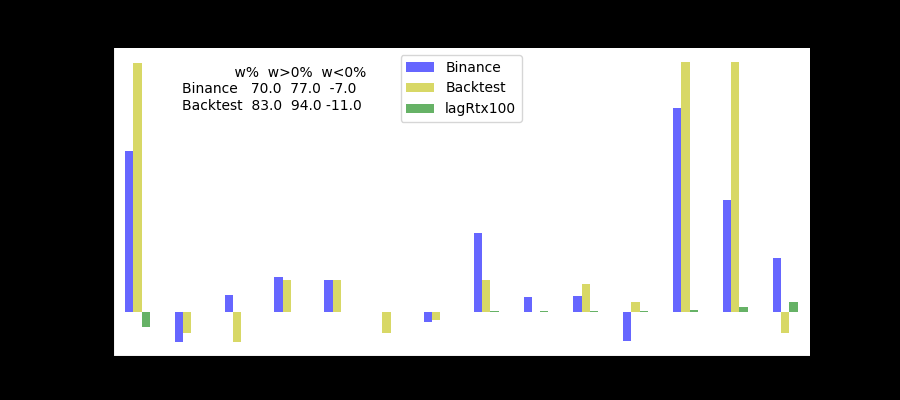 w%  w>0%  w<0%
Binance   70.0  77.0  -7.0
Backtest  83.0  94.0 -11.0
Binance
Backtest
lagRtx100